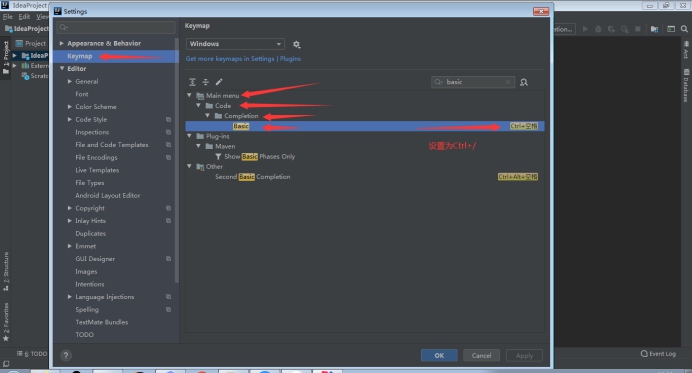 Settings
File
Edit
Vi
IdeaProject
Project
IdeaP
Extern
Scratc
1: Project
Z: Structure
2: Favorites
Appearance & Behavior
Keymap
Editor
General
Font
Color Scheme
Code Style
Inspections
File and Code Templates
File Encodings
Live Templates
File Types
Android Layout Editor
Copyright
Inlay Hints
Duplicates
Emmet
GUI Designer
Images
Intentions
Language Injections
Spelling
TextMate Bundles
TODO
Keymap
Windows
Get more keymaps in Settings | Plugins
basic
Main menu
Code
Completion
Basic Ctrl+空格
设置为Ctrl+/
Plug-ins
Maven
Show Basic Phases Only
Other
Second Basic Completion Ctrl+Alt+空格
?
OK
Cancel
Apply
ation...
Ant
Database
6: TODO
Event Log